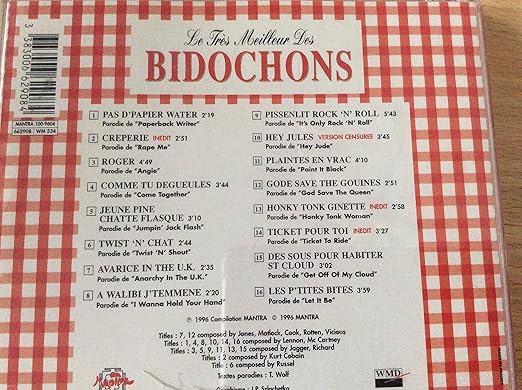 Le Très Meilleur Des
BIDOCHONS
3 383006 629084
MANTRA 100-9604
662908 WM 334
1 PAS D'PAPIER WATER 2'19
Parodie de "Paperback Writer"
2 CREPERIE INEDIT 2'51
Parodie de "Rape Me"
3 ROGER 4'49
Parodie de "Angie"
4 COMME TU DEGUEULES 3'44
Parodie de "Come Together"
5 JEUNE PINE
CHATTE FLASQUE 3'10
Parodie de "Jumpin' Jack Flash"
6 TWIST 'N' CHAT 2'44
Parodie de "Twist 'N' Shout"
7 AVARICE IN THE U.K. 2'35
Parodie de "Anarchy In The U.K."
8 A WALIBI J'TEMMENE 2'20
Parodie de "I Wanna Hold Your Hand"
9 PISSENLIT ROCK 'N' ROLL 5'43
Parodie de "It's Only Rock 'N' Roll"
10 HEY JULES VERSION CENSUREE 3'45
Parodie de "Hey Jude"
11 PLAINTES EN VRAC 4'10
Parodie de "Paint It Black"
12 GODE SAVE THE GOUINES 2'51
Parodie de "God Save The Queen"
13 HONKY TONK GINETTE INEDIT 2'58
Parodie de "Honky Tonk Woman"
14 TICKET POUR TOI INEDIT 3'27
Parodie de "Ticket To Ride"
15 DES SOUS POUR HABITER
ST CLOUD 3'02
Parodie de "Get Off Of My Cloud"
16 LES P'TITES BITES 3'59
Parodie de "Let It Be"
℗ 1996 Compilation MANTRA © 1996 MANTRA
Titres : 7, 12 composed by Jones, Matlock, Cook, Rotten, Vicious
Titres : 1, 4, 8, 10, 14, 16 by Lennon, Mc Cartney
Titres : 3, 5, 9, 11, 13, 15 by Jagger, Richard
Titre : 2 by Kurt Cobain
Titre : 6 by Russel
Textes parodies : T. Wolf
Mantra
WMD